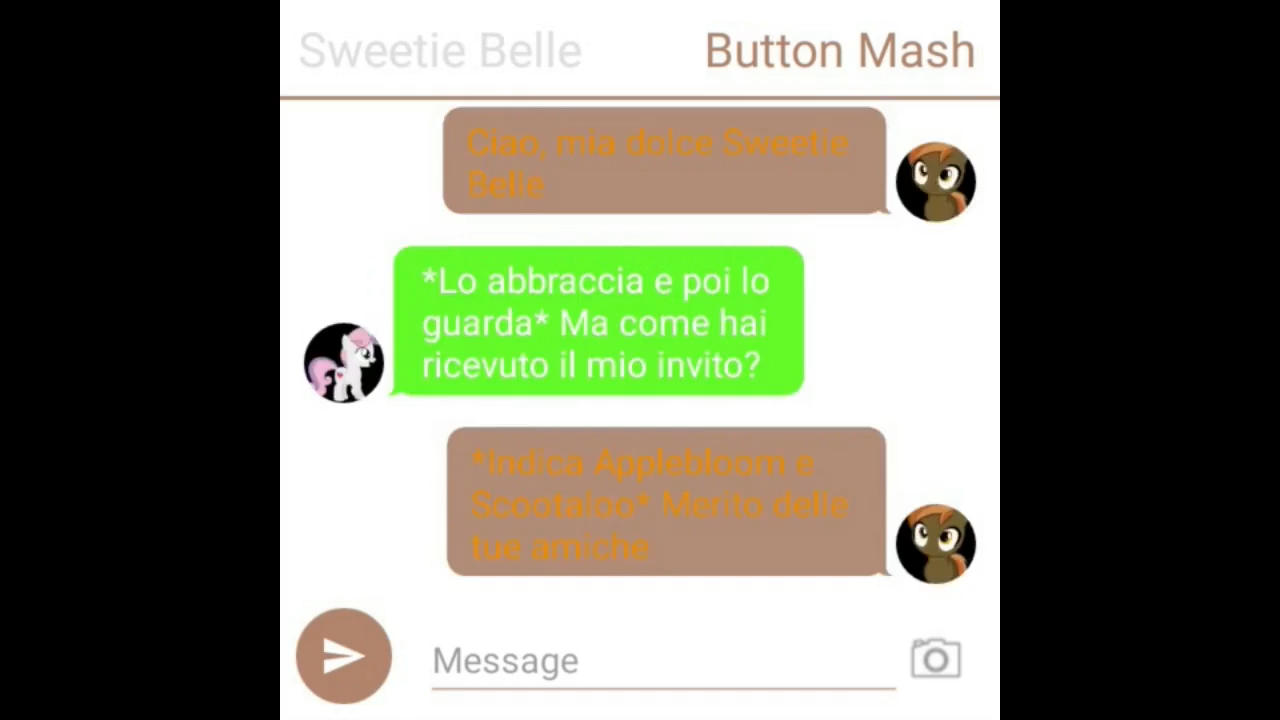 Sweetie Belle Button Mash
Ciao, mia dolce Sweetie
Belle
*Lo abbraccia e poi lo
guarda* Ma come hai
ricevuto il mio invito?
*Indica Applebloom e
Scootaloo* Merito delle
tue amiche
Message